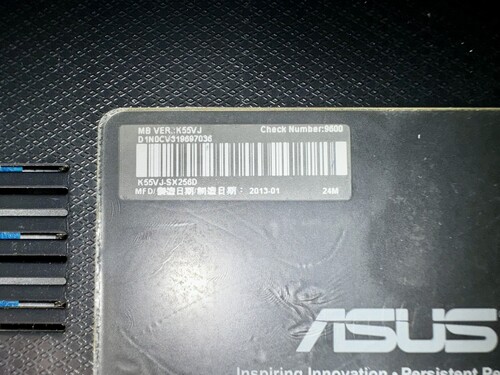 MB VER.:K55VJ Check Number:9600
D1N0CV319697036
K55VJ-SX256D
MFD/製造日期/制造日期: 2013-01 24M
ASUS
Inspiring Innovation • Persistent